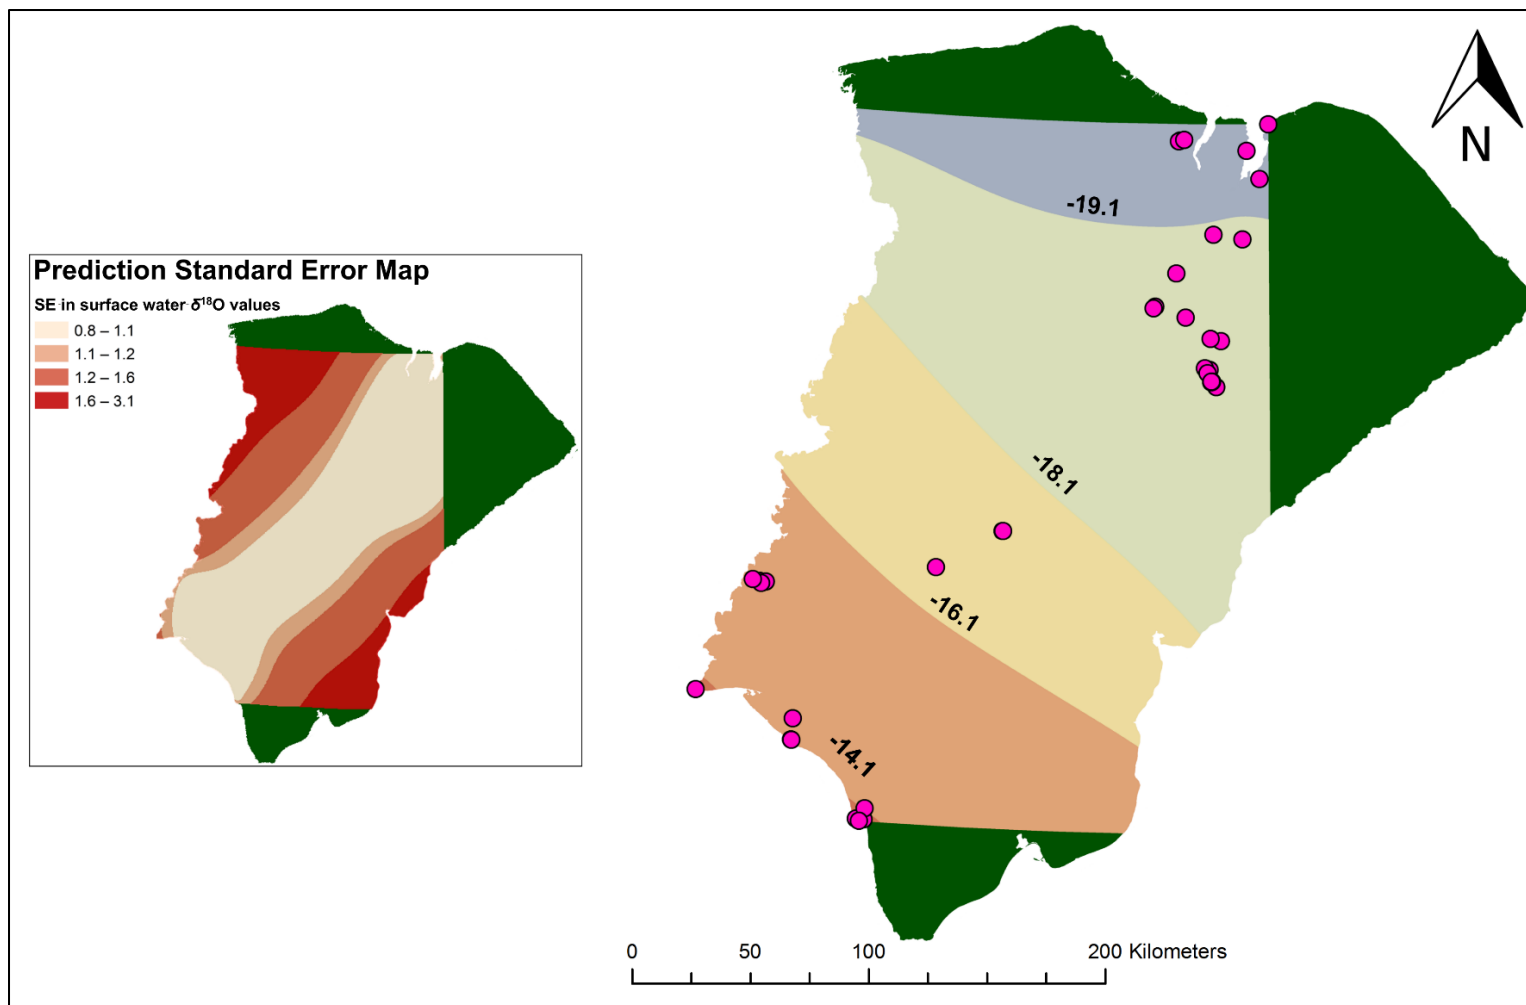 Prediction Standard Error Map
SE in surface water δ¹⁸O values
0.8 – 1.1
1.1 – 1.2
1.2 – 1.6
1.6 – 3.1
N
-19.1
-18.1
-16.1
-14.1
0 50 100 200 Kilometers